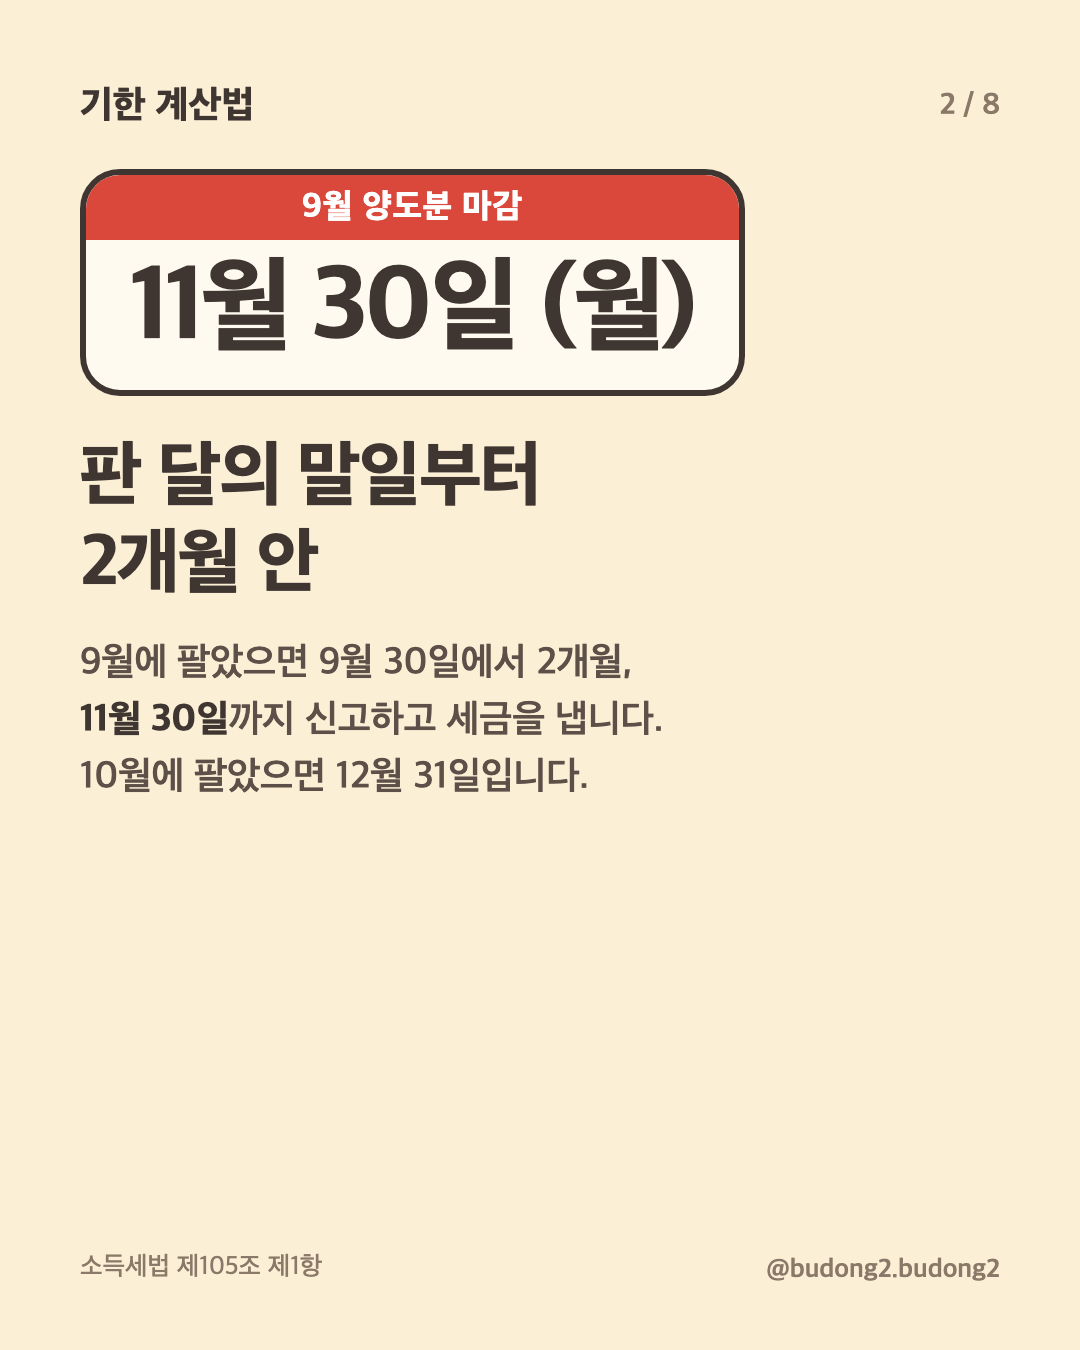 기한 계산법
2 / 8
9월 양도분 마감
11월 30일 (월)
판 달의 말일부터
2개월 안
9월에 팔았으면 9월 30일에서 2개월,
11월 30일까지 신고하고 세금을 냅니다.
10월에 팔았으면 12월 31일입니다.
소득세법 제105조 제1항
@budong2.budong2